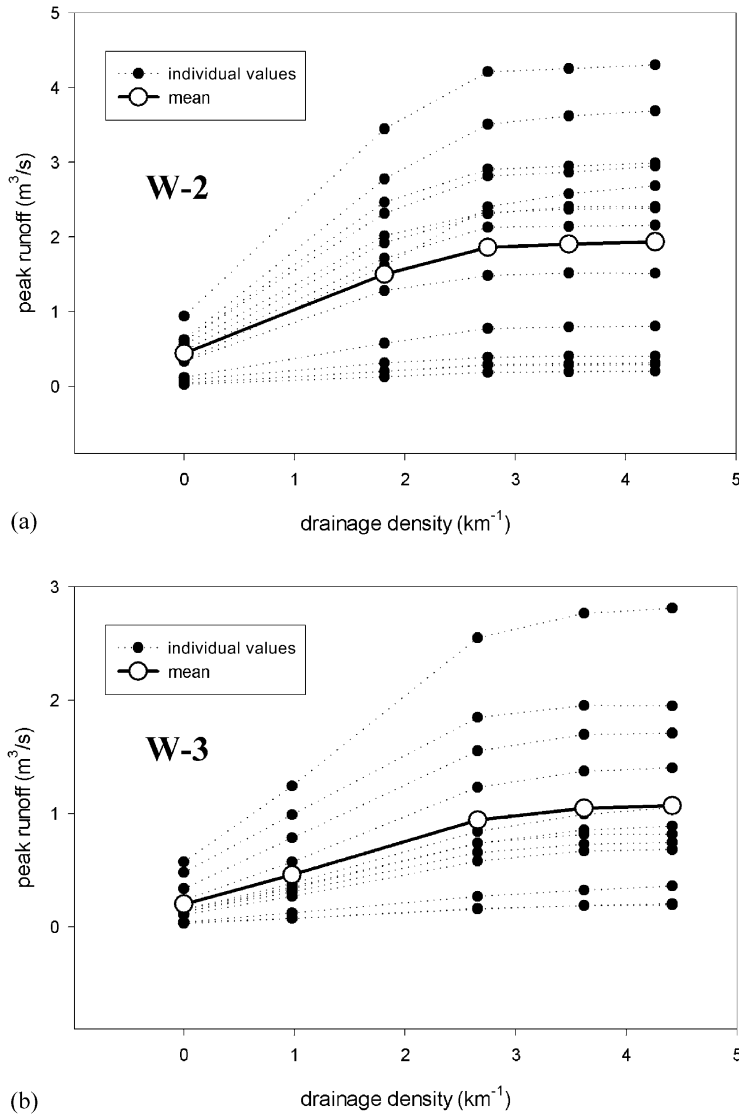 5
4
3
2
1
0
peak runoff (m³/s)
individual values
mean
W-2
0 1 2 3 4 5
drainage density (km⁻¹)
(a)
3
2
1
0
peak runoff (m³/s)
individual values
mean
W-3
0 1 2 3 4 5
drainage density (km⁻¹)
(b)